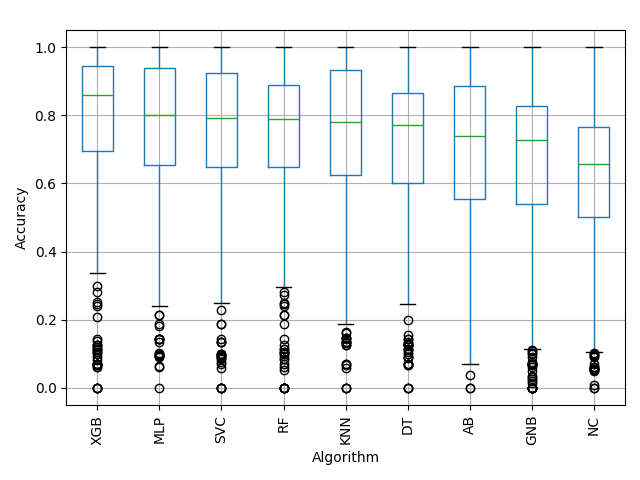 1.0
0.8
0.6
0.4
0.2
0.0
Accuracy
XGB
MLP
SVC
RF
KNN
DT
AB
GNB
NC
Algorithm